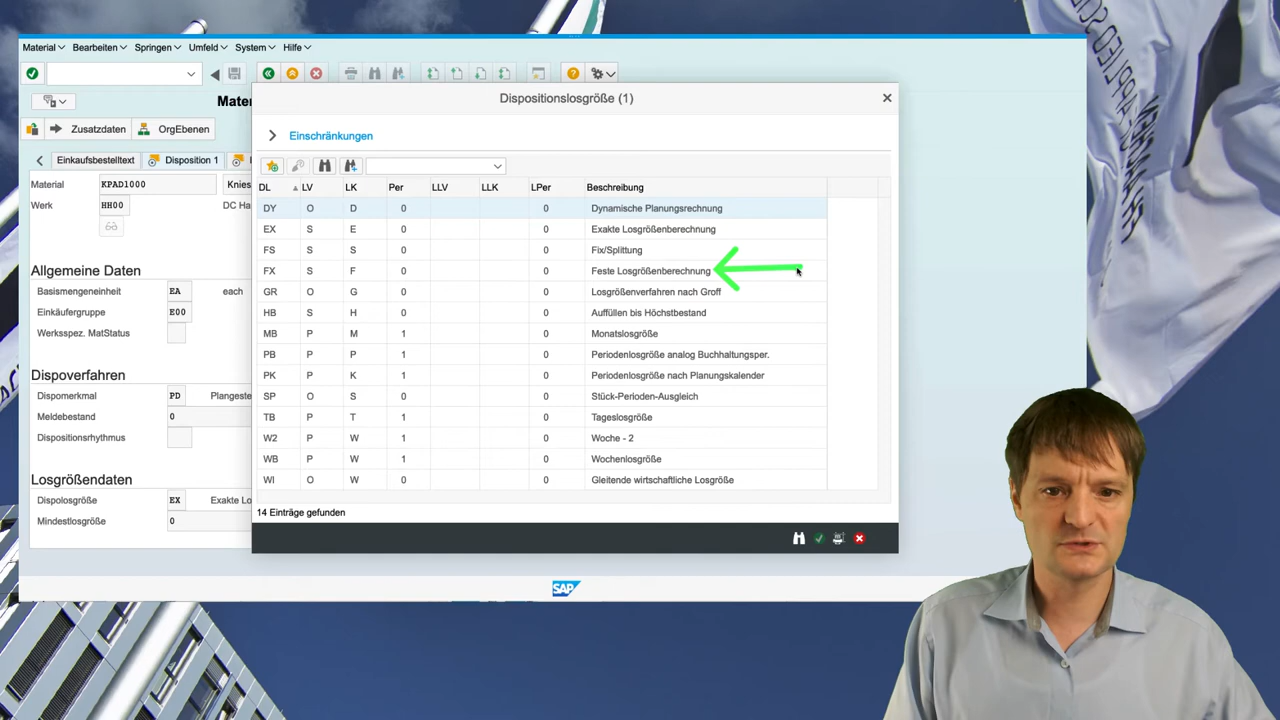 Material Bearbeiten Springen Umfeld System Hilfe
Mater
Dispositionslosgröße (1)
Einschränkungen
Zusatzdaten OrgEbenen
Einkaufsbestelltext Disposition 1
Material KPAD1000 Knies
Werk HH00 DC Ha
Allgemeine Daten
Basismengeneinheit EA each
Einkäufergruppe E00
Werksspez. MatStatus
Dispoverfahren
Dispomerkmal PD Plangeste
Meldebestand 0
Dispositionsrhythmus
Losgrößendaten
Dispolosgröße EX Exakte Lo
Mindestlosgröße 0
DL LV LK Per LLV LLK LPer Beschreibung
DY O D 0 0 Dynamische Planungsrechnung
EX S E 0 0 Exakte Losgrößenberechnung
FS S S 0 0 Fix/Splittung
FX S F 0 0 Feste Losgrößenberechnung
GR O G 0 0 Losgrößenverfahren nach Groff
HB S H 0 0 Auffüllen bis Höchstbestand
MB P M 1 0 Monatslosgröße
PB P P 1 0 Periodenlosgröße analog Buchhaltungsper.
PK P K 1 0 Periodenlosgröße nach Planungskalender
SP O S 0 0 Stück-Perioden-Ausgleich
TB P T 1 0 Tageslosgröße
W2 P W 1 0 Woche - 2
WB P W 1 0 Wochenlosgröße
WI O W 0 0 Gleitende wirtschaftliche Losgröße
14 Einträge gefunden
SAP